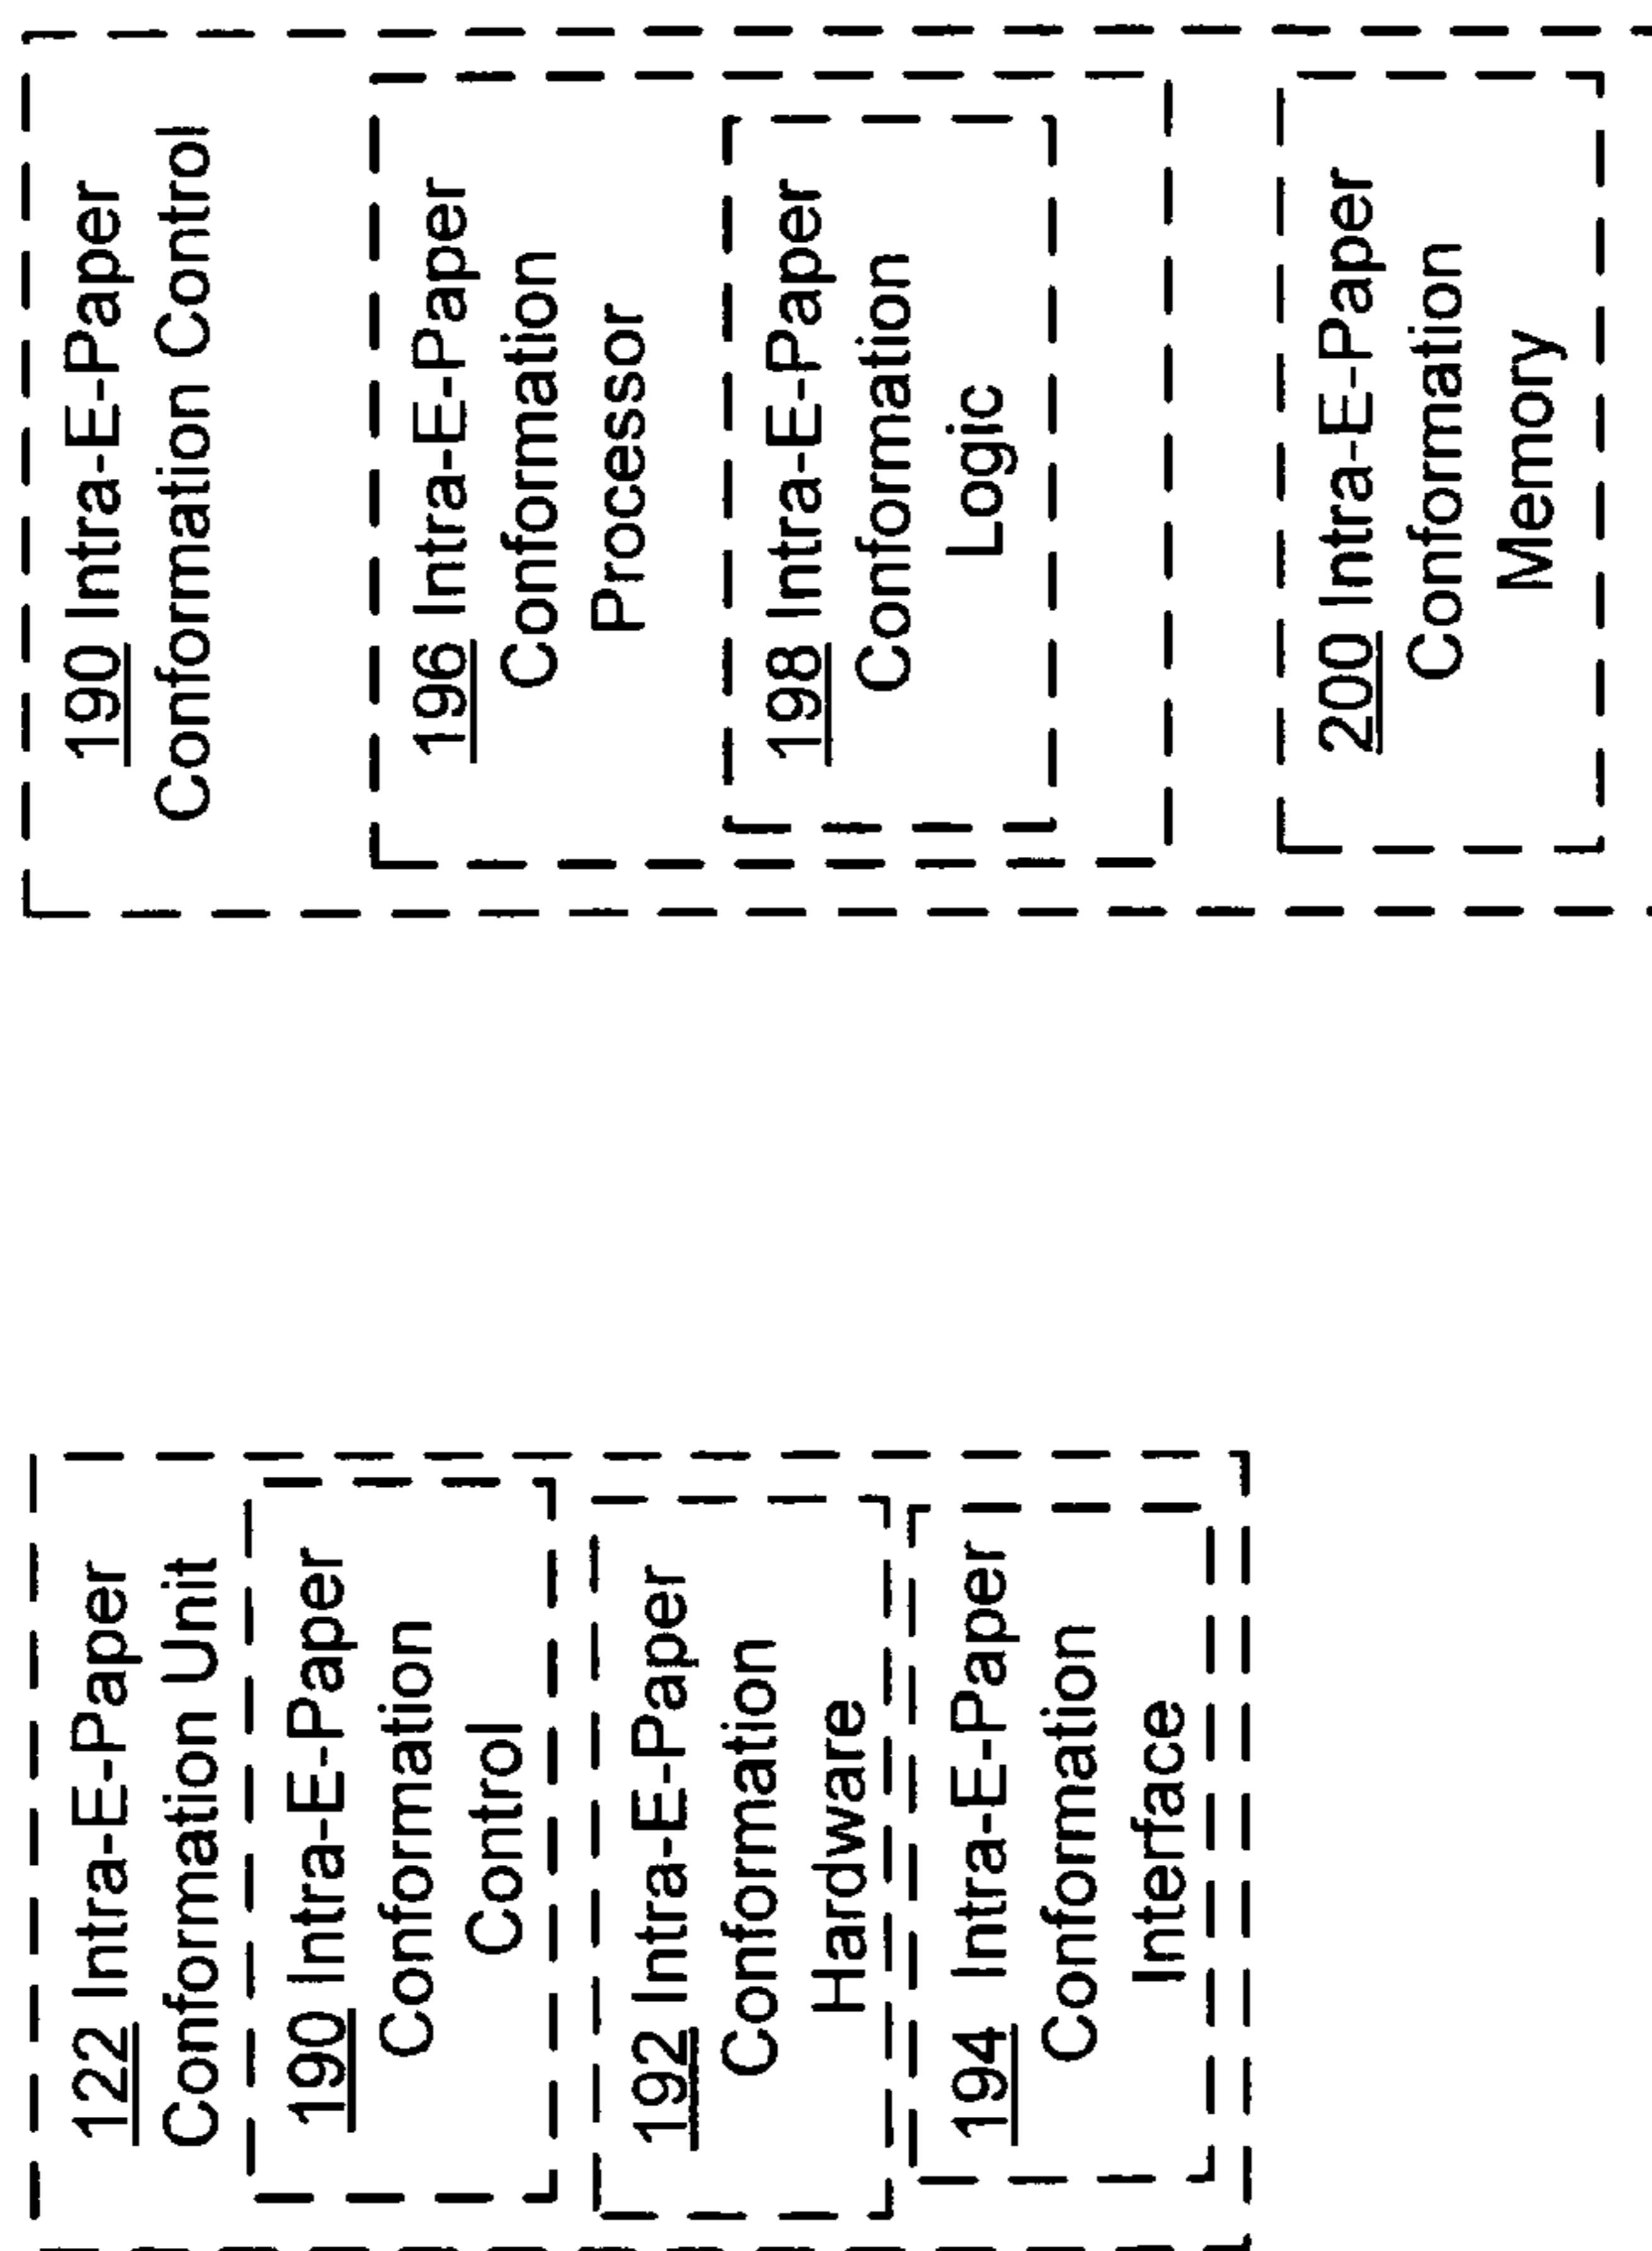 122 Intra-E-Paper
Conformation Unit
190 Intra-E-Paper
Conformation
Control
192 Intra-E-Paper
Conformation
Hardware
194 Intra-E-Paper
Conformation
Interface
190 Intra-E-Paper
Conformation Control
196 Intra-E-Paper
Conformation
Processor
198 Intra-E-Paper
Conformation
Logic
200 Intra-E-Paper
Conformation
Memory